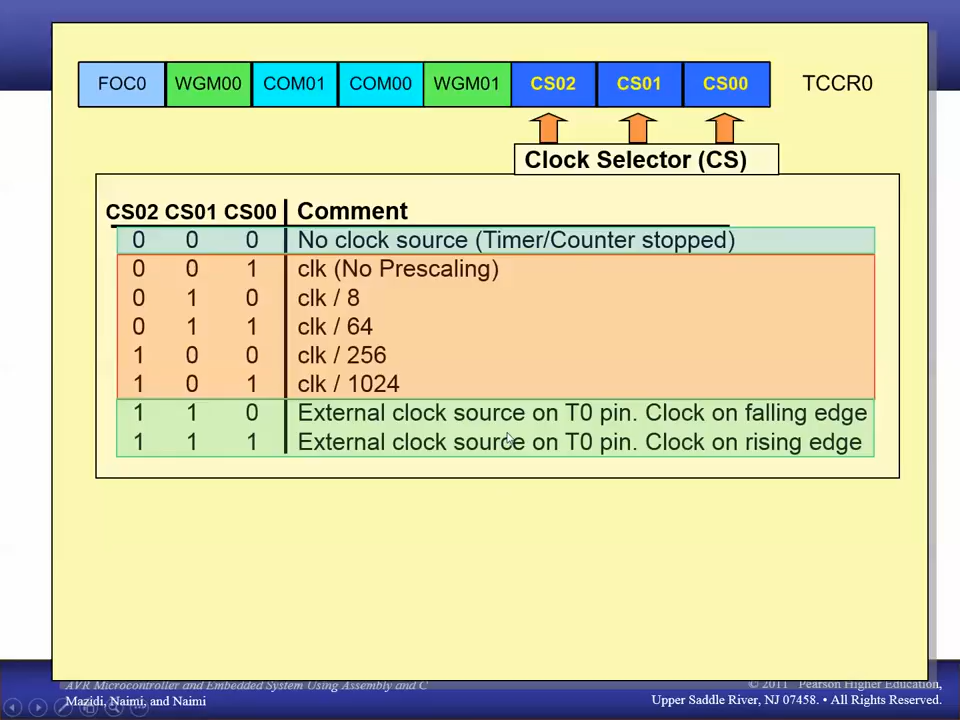 FOC0 WGM00 COM01 COM00 WGM01 CS02 CS01 CS00 TCCR0
Clock Selector (CS)
CS02 CS01 CS00 Comment
0 0 0 No clock source (Timer/Counter stopped)
0 0 1 clk (No Prescaling)
0 1 0 clk / 8
0 1 1 clk / 64
1 0 0 clk / 256
1 0 1 clk / 1024
1 1 0 External clock source on T0 pin. Clock on falling edge
1 1 1 External clock source on T0 pin. Clock on rising edge
AVR Microcontroller and Embedded System Using Assembly and C
Mazidi, Naimi, and Naimi
© 2011 Pearson Higher Education,
Upper Saddle River, NJ 07458. • All Rights Reserved.